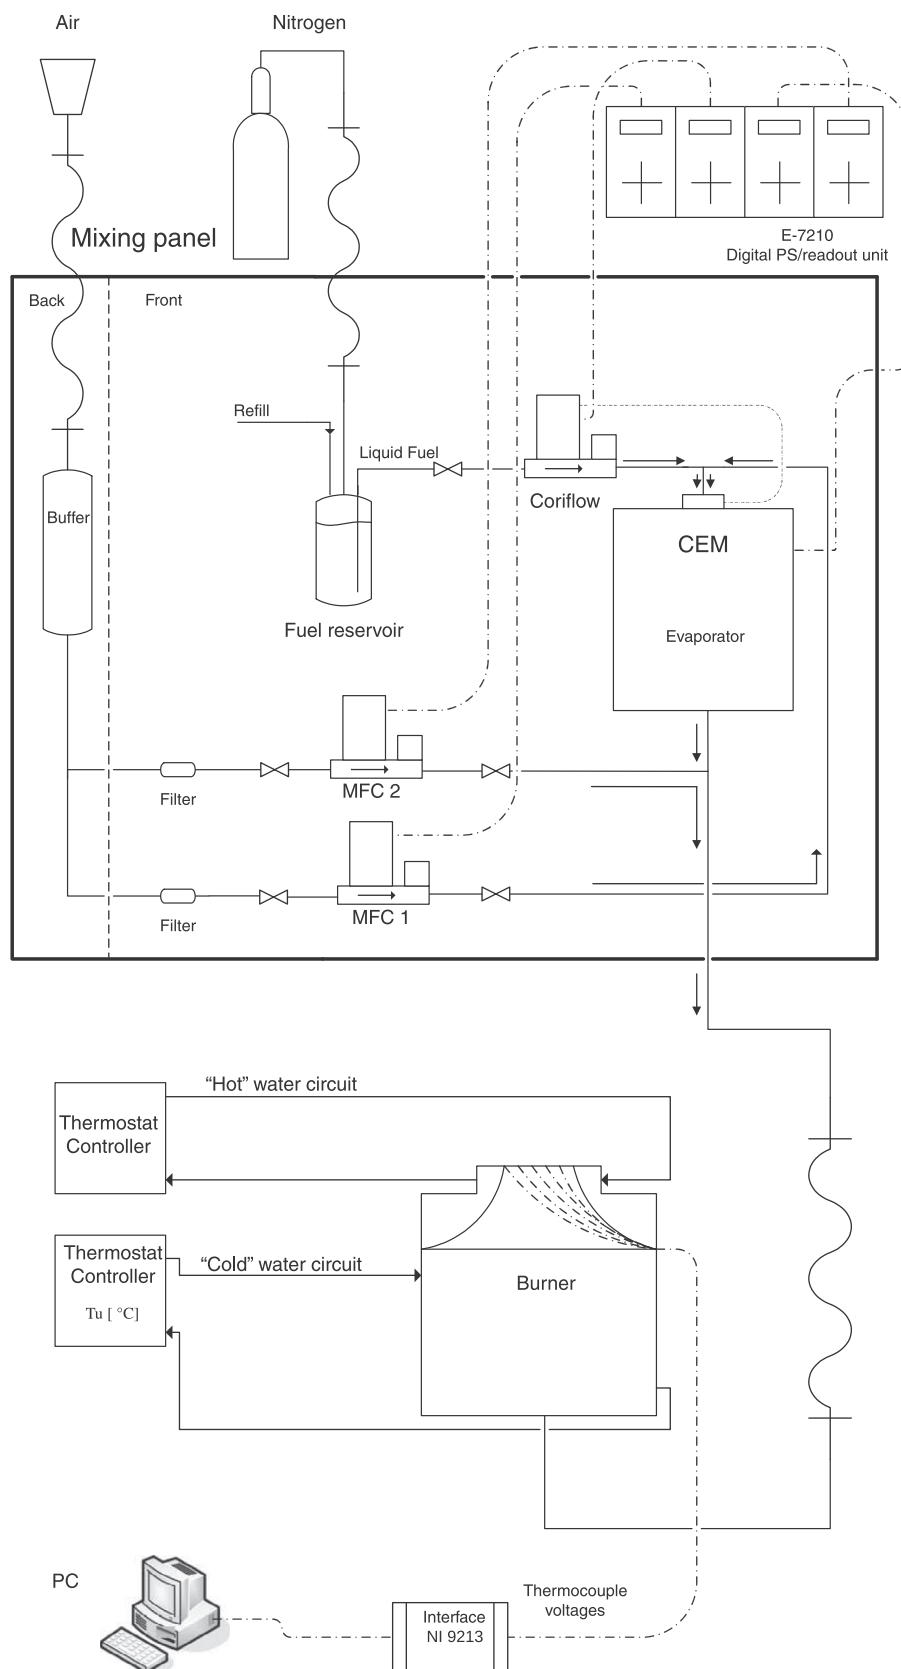 Air
Nitrogen
Mixing panel
E-7210
Digital PS/readout unit
Back
Front
Refill
Liquid Fuel
Coriflow
Buffer
CEM
Fuel reservoir
Evaporator
MFC 2
Filter
MFC 1
Filter
“Hot” water circuit
Thermostat
Controller
Thermostat
Controller
Tu [ °C]
“Cold” water circuit
Burner
PC
Thermocouple
voltages
Interface
NI 9213